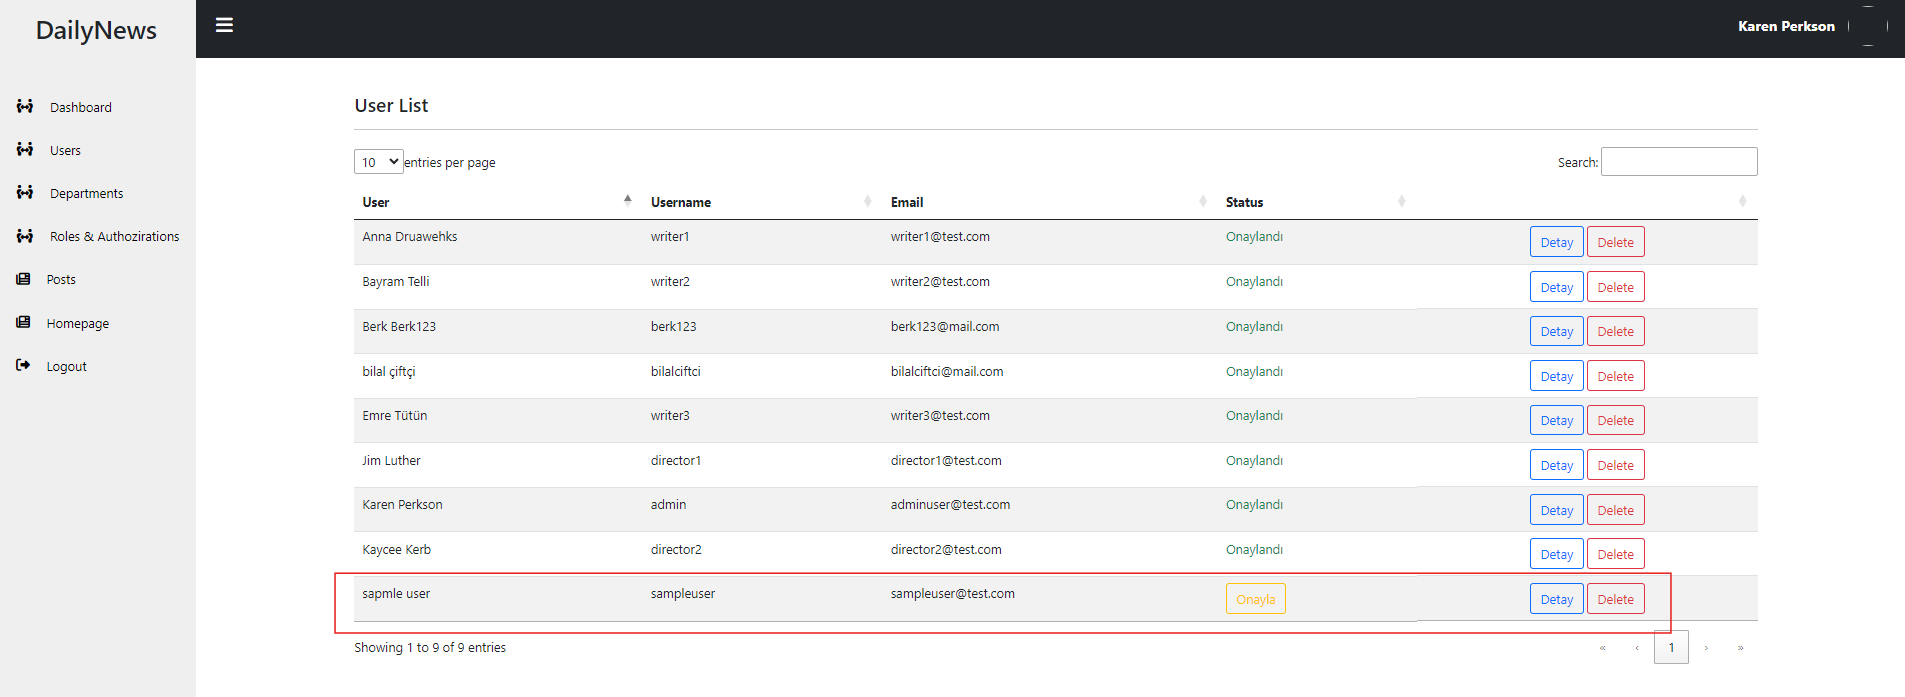 DailyNews
Karen Perkson
Dashboard
Users
Departments
Roles & Authozirations
Posts
Homepage
Logout
User List
10 entries per page Search:
User Username Email Status
Anna Druawehks writer1 writer1@test.com Onaylandı Detay Delete
Bayram Telli writer2 writer2@test.com Onaylandı Detay Delete
Berk Berk123 berk123 berk123@mail.com Onaylandı Detay Delete
bilal çiftçi bilalciftci bilalciftci@mail.com Onaylandı Detay Delete
Emre Tütün writer3 writer3@test.com Onaylandı Detay Delete
Jim Luther director1 director1@test.com Onaylandı Detay Delete
Karen Perkson admin adminuser@test.com Onaylandı Detay Delete
Kaycee Kerb director2 director2@test.com Onaylandı Detay Delete
sapmle user sampleuser sampleuser@test.com Onayla Detay Delete
Showing 1 to 9 of 9 entries « ‹ 1 › »